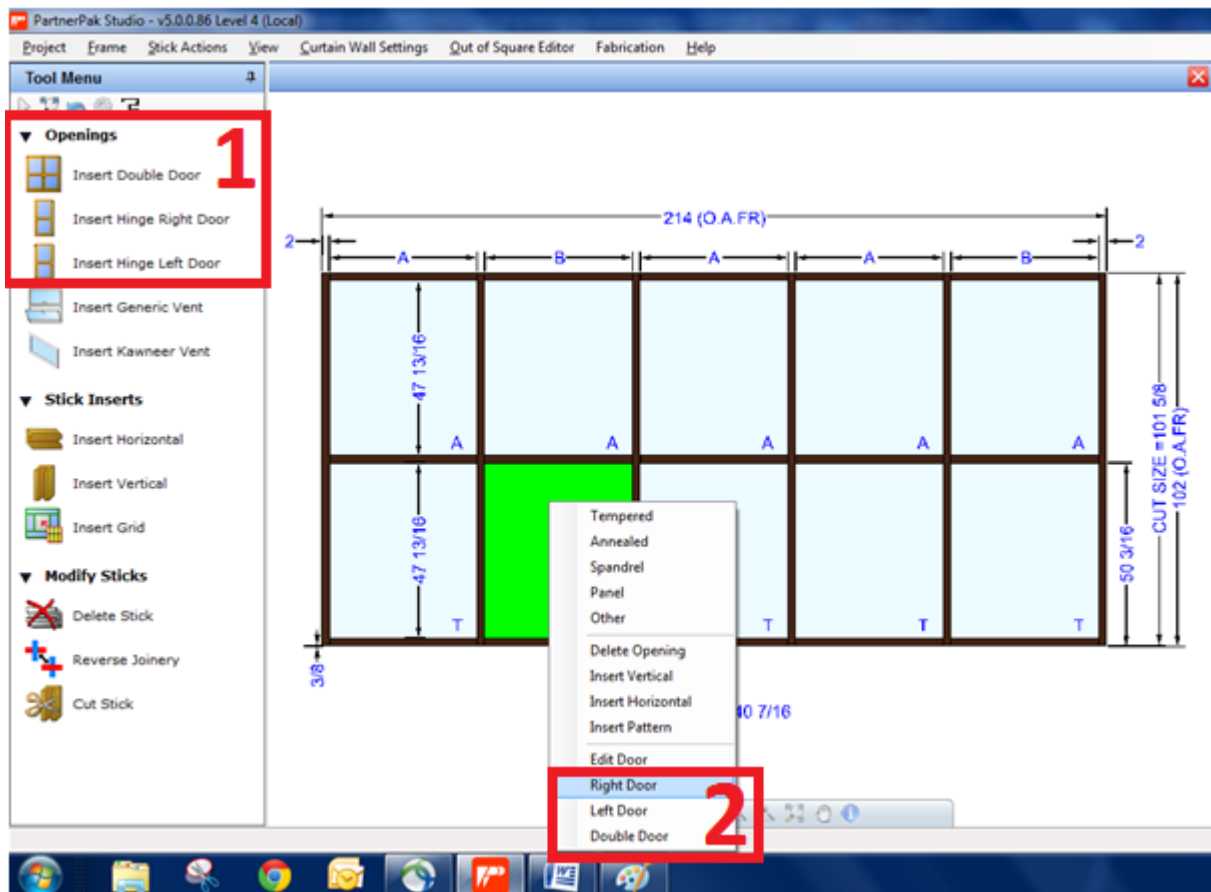 PartnerPak Studio - v5.0.0.86 Level 4 (Local)
Project Frame Stick Actions View Curtain Wall Settings Out of Square Editor Fabrication Help
Tool Menu
Openings
1
Insert Double Door
Insert Hinge Right Door
Insert Hinge Left Door
Insert Generic Vent
Insert Kawneer Vent
Stick Inserts
Insert Horizontal
Insert Vertical
Insert Grid
Modify Sticks
Delete Stick
Reverse Joinery
Cut Stick
214 (O.A.FR)
2 2
A B A A B
47 13/16
A A A A A
47 13/16
T T T T
3/8
50 3/16
CUT SIZE =101 5/8
102 (O.A.FR)
40 7/16
Tempered
Annealed
Spandrel
Panel
Other
Delete Opening
Insert Vertical
Insert Horizontal
Insert Pattern
Edit Door
Right Door
Left Door
Double Door
2